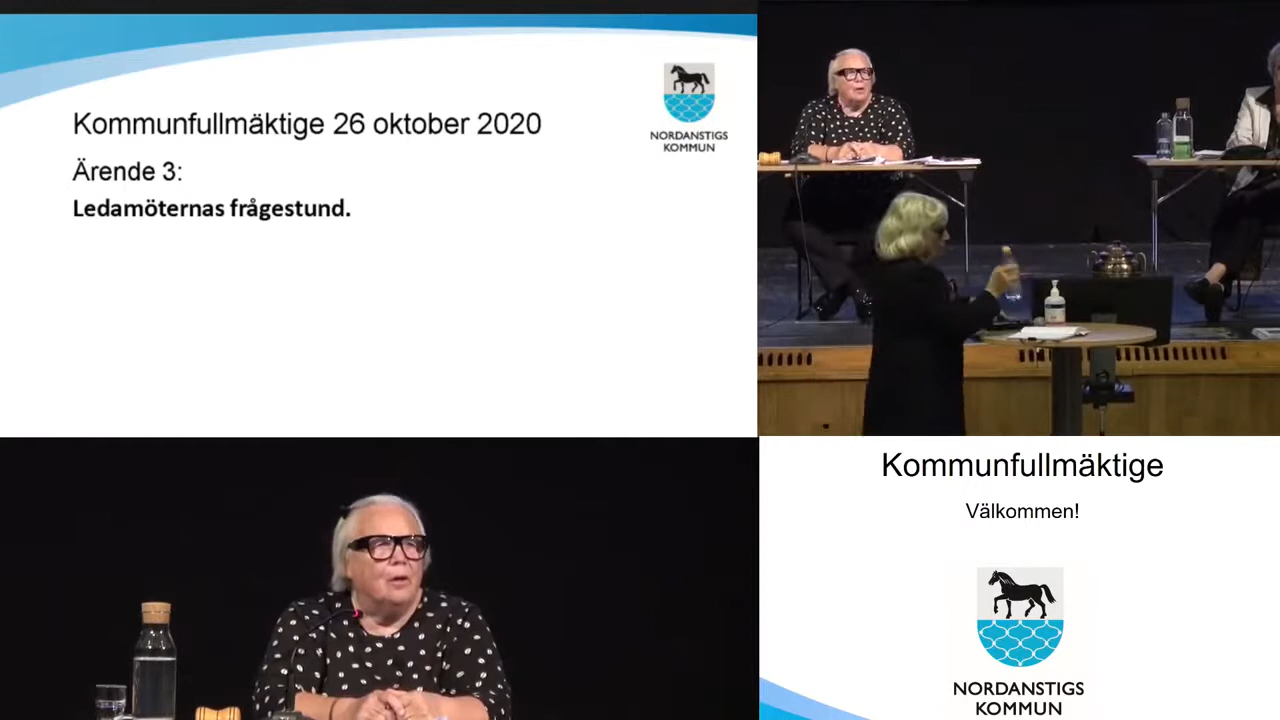 Kommunfullmäktige 26 oktober 2020
Ärende 3:
Ledamöternas frågestund.
NORDANSTIGS
KOMMUN
Kommunfullmäktige
Välkommen!
NORDANSTIGS
KOMMUN